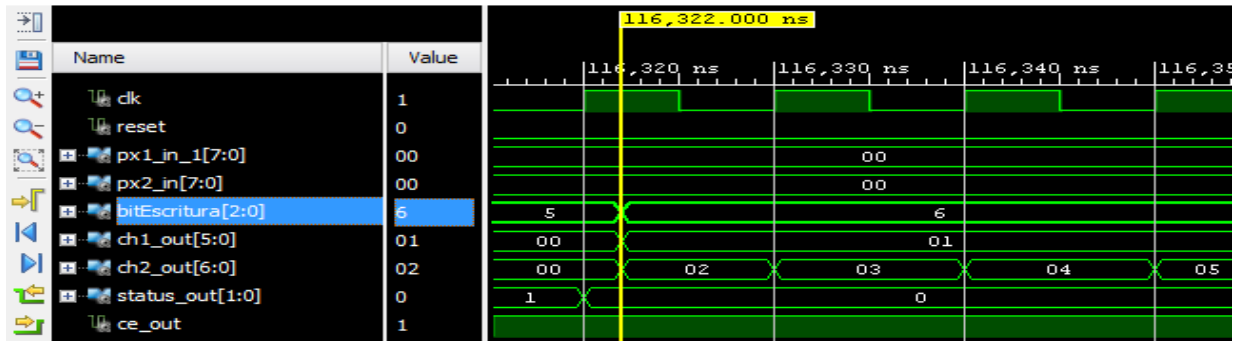 116,322.000 ns
Name Value
116,320 ns 116,330 ns 116,340 ns 116,35
clk 1
reset 0
px1_in_1[7:0] 00 00
px2_in[7:0] 00 00
bitEscritura[2:0] 6 5 6
ch1_out[5:0] 01 00 01
ch2_out[6:0] 02 00 02 03 04 05
status_out[1:0] 0 1 0
ce_out 1